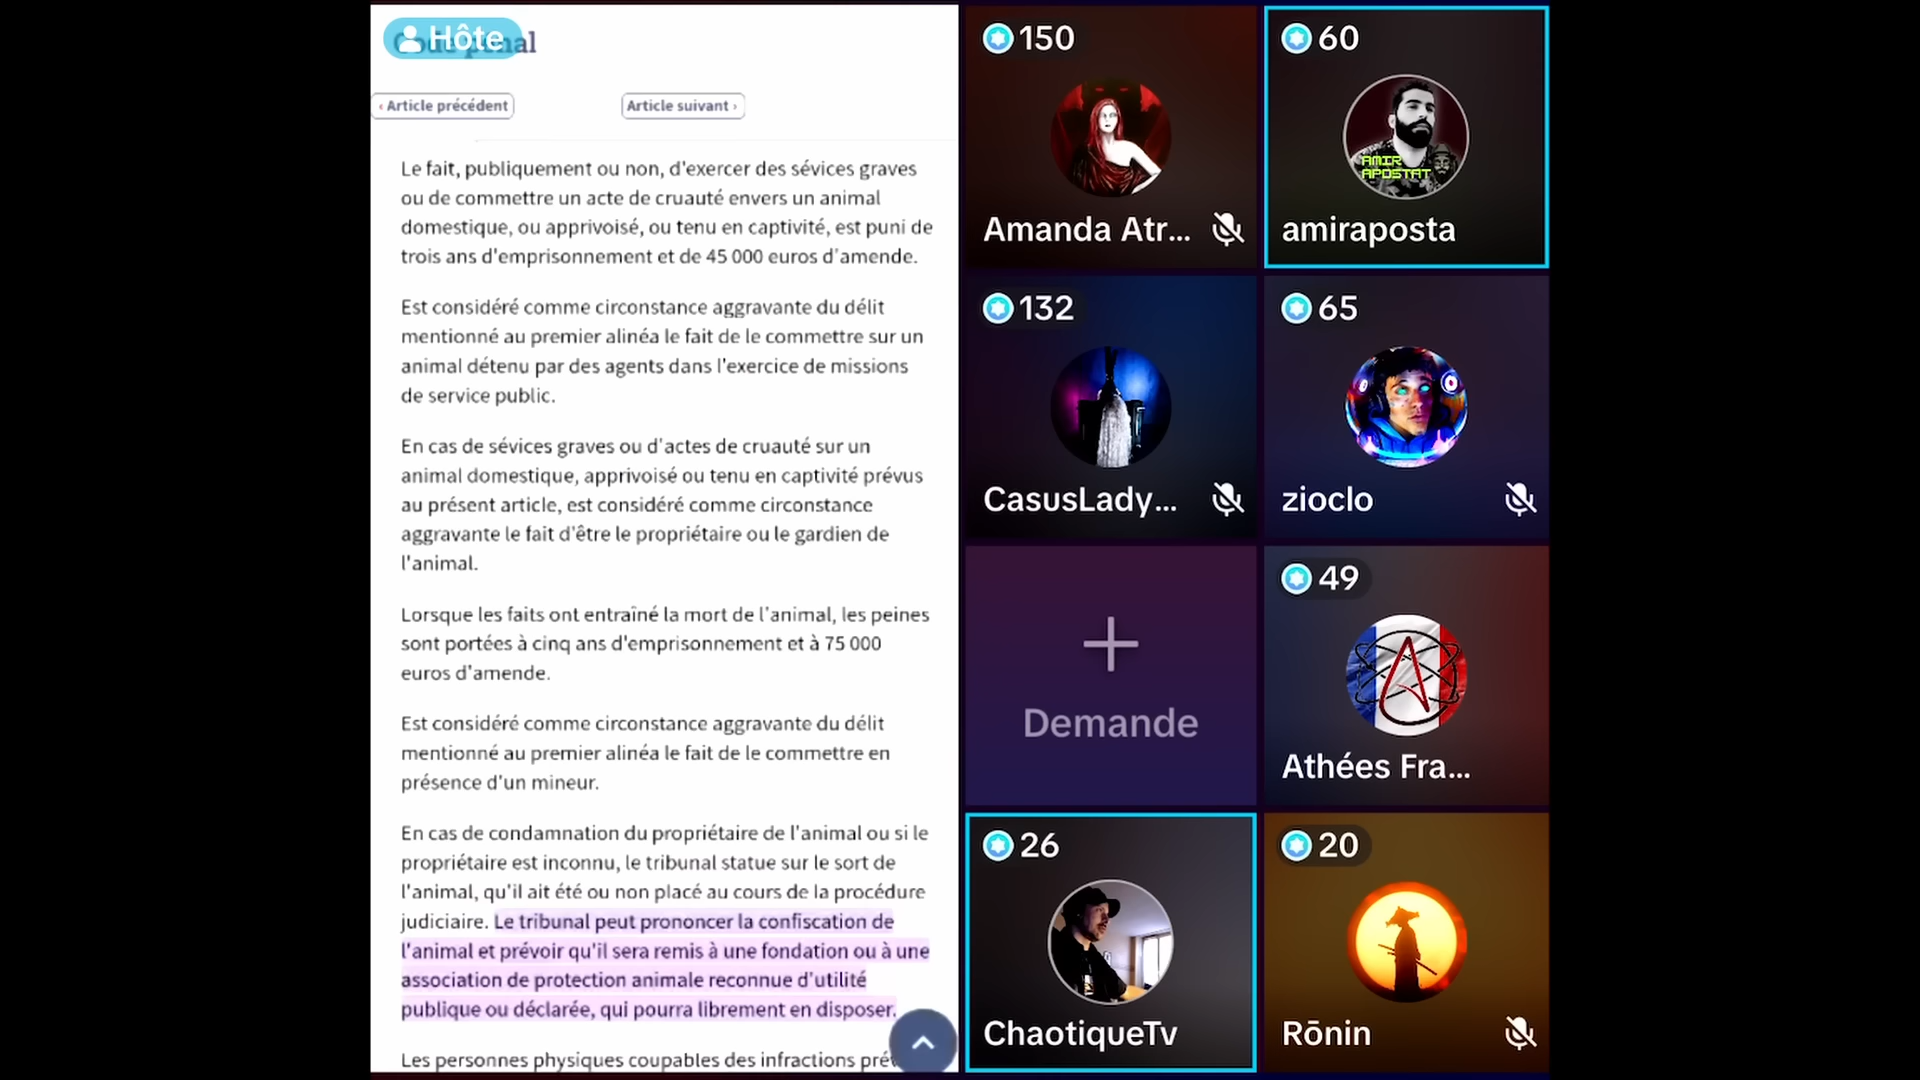 Hôte
Code pénal
‹ Article précédent
Article suivant ›
Le fait, publiquement ou non, d'exercer des sévices graves
ou de commettre un acte de cruauté envers un animal
domestique, ou apprivoisé, ou tenu en captivité, est puni de
trois ans d'emprisonnement et de 45 000 euros d'amende.
Est considéré comme circonstance aggravante du délit
mentionné au premier alinéa le fait de le commettre sur un
animal détenu par des agents dans l'exercice de missions
de service public.
En cas de sévices graves ou d'actes de cruauté sur un
animal domestique, apprivoisé ou tenu en captivité prévus
au présent article, est considéré comme circonstance
aggravante le fait d'être le propriétaire ou le gardien de
l'animal.
Lorsque les faits ont entraîné la mort de l'animal, les peines
sont portées à cinq ans d'emprisonnement et à 75 000
euros d'amende.
Est considéré comme circonstance aggravante du délit
mentionné au premier alinéa le fait de le commettre en
présence d'un mineur.
En cas de condamnation du propriétaire de l'animal ou si le
propriétaire est inconnu, le tribunal statue sur le sort de
l'animal, qu'il ait été ou non placé au cours de la procédure
judiciaire. Le tribunal peut prononcer la confiscation de
l'animal et prévoir qu'il sera remis à une fondation ou à une
association de protection animale reconnue d'utilité
publique ou déclarée, qui pourra librement en disposer.
Les personnes physiques coupables des infractions
150
Amanda Atr...
60
AMIR
APOSTAT
amiraposta
132
CasusLady...
65
zioclo
Demande
49
Athées Fra...
26
ChaotiqueTv
20
Rōnin